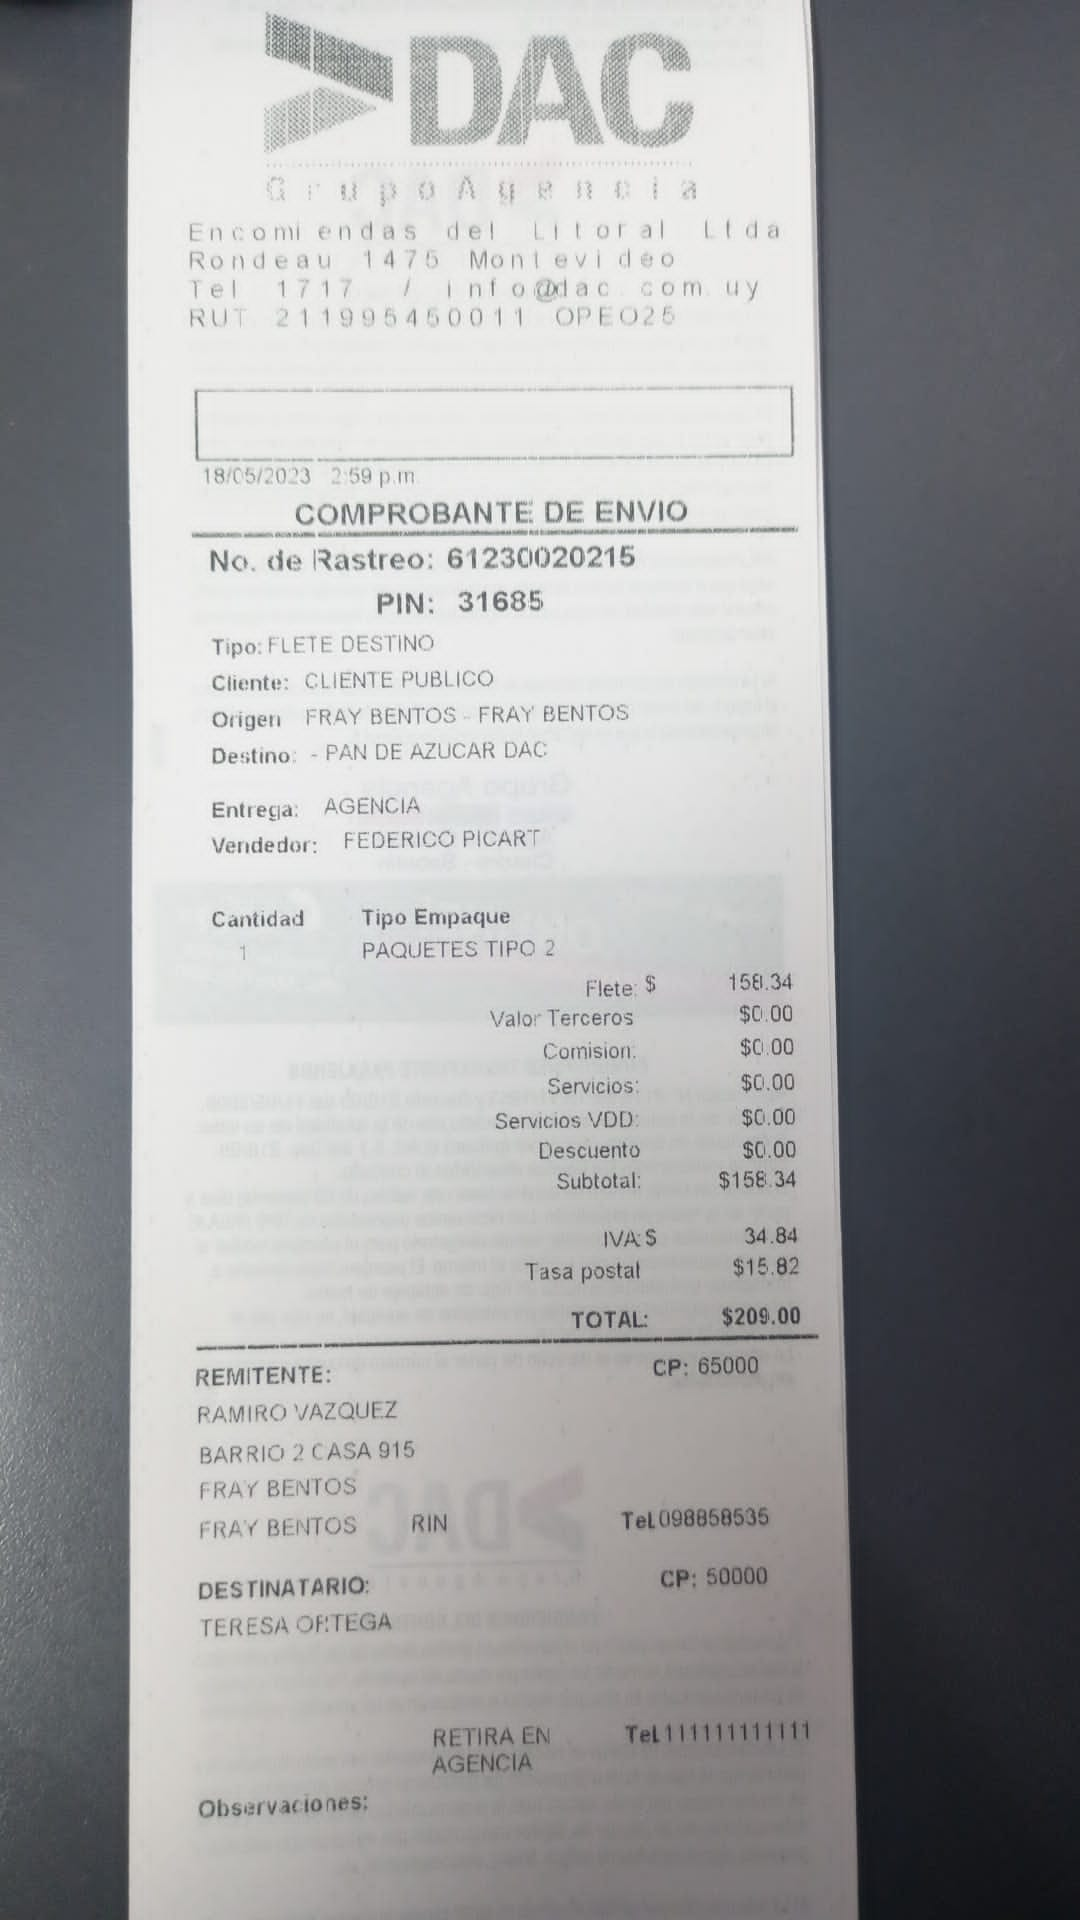 DAC
GrupoAgencia
Encomiendas del Litoral Ltda
Rondeau 1475 Montevideo
Tel 1717 / info@dac.com.uy
RUT 211995450011 OPEO25
18/05/2023 2:59 p.m.
COMPROBANTE DE ENVIO
No. de Rastreo: 61230020215
PIN: 31685
Tipo: FLETE DESTINO
Cliente: CLIENTE PUBLICO
Origen FRAY BENTOS - FRAY BENTOS
Destino: - PAN DE AZUCAR DAC
Entrega: AGENCIA
Vendedor: FEDERICO PICART
Cantidad Tipo Empaque
1 PAQUETES TIPO 2
Flete: $ 158.34
Valor Terceros $0.00
Comision: $0.00
Servicios: $0.00
Servicios VDD: $0.00
Descuento $0.00
Subtotal: $158.34
IVA $ 34.84
Tasa postal $15.82
TOTAL: $209.00
REMITENTE: CP: 65000
RAMIRO VAZQUEZ
BARRIO 2 CASA 915
FRAY BENTOS
FRAY BENTOS RIN Tel.098858535
DESTINATARIO: CP: 50000
TERESA ORTEGA
RETIRA EN Tel.111111111111
AGENCIA
Observaciones: